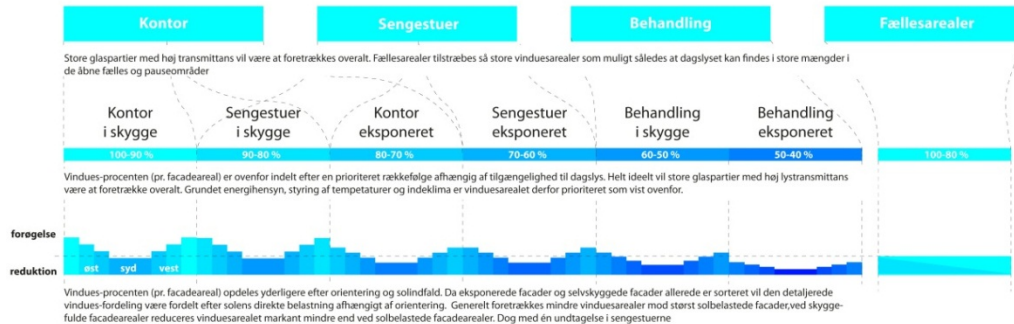 Kontor Sengestuer Behandling Fællesarealer
Store glaspartier med høj transmittans vil være at foretrækkes overalt. Fællesarealer tilstræbes så store vinduesarealer som muligt således at dagslyset kan findes i store mængder i
de åbne fælles og pauseområder
Kontor Sengestuer Kontor Sengestuer Behandling Behandling
i skygge i skygge eksponeret eksponeret i skygge eksponeret
100-90 % 90-80 % 80-70 % 70-60 % 60-50 % 50-40 % 100-80 %
Vindues-procenten (pr. facadeareal) er ovenfor indelt efter en prioriteret rækkefølge afhængig af tilgængelighed til dagslys. Helt ideelt vil store glaspartier med høj lystransmittans
være at foretrække overalt. Grundet energihensyn, styring af tempetaturer og indeklima er vinduesarealet derfor prioriteret som vist ovenfor.
forøgelse
reduktion øst syd vest
Vindues-procenten (pr. facadeareal) opdeles yderligere efter orientering og solindfald. Da eksponerede facader og selvskyggede facader allerede er sorteret vil den detaljerede
vindues-fordeling være fordelt efter solens direkte belastning afhængigt af orientering. Generelt foretrækkes mindre vinduesarealer mod størst solbelastede facader,ved skygge-
fulde facadearealer reduceres vinduesarealet markant mindre end ved solbelastede facadearealer. Dog med én undtagelse i sengestuerne